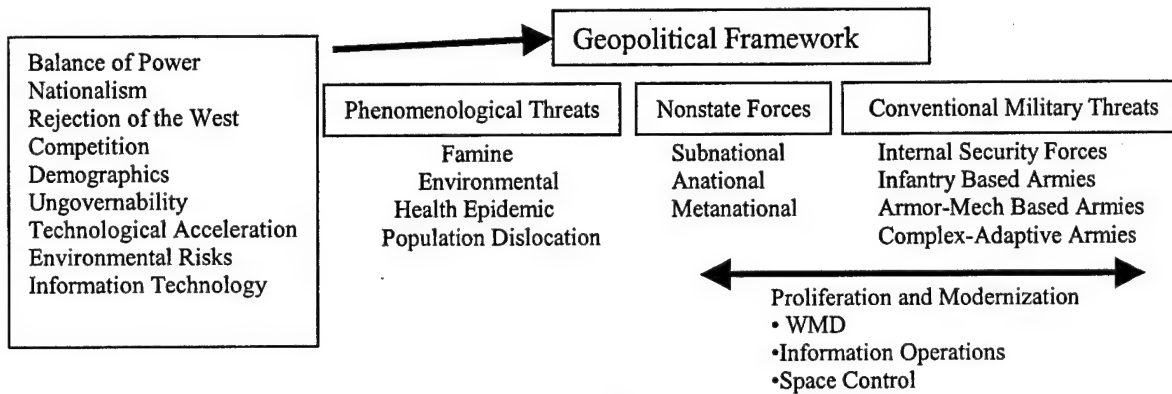 Geopolitical Framework
Balance of Power
Nationalism
Rejection of the West
Competition
Demographics
Ungovernability
Technological Acceleration
Environmental Risks
Information Technology
Phenomenological Threats
Famine
Environmental
Health Epidemic
Population Dislocation
Nonstate Forces
Subnational
Anational
Metanational
Conventional Military Threats
Internal Security Forces
Infantry Based Armies
Armor-Mech Based Armies
Complex-Adaptive Armies
Proliferation and Modernization
• WMD
•Information Operations
•Space Control